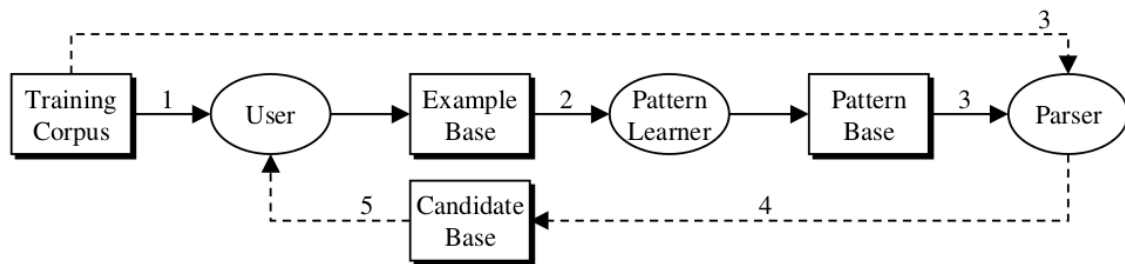 3
Training
Corpus
1
User
Example
Base
2
Pattern
Learner
Pattern
Base
3
Parser
5
Candidate
Base
4